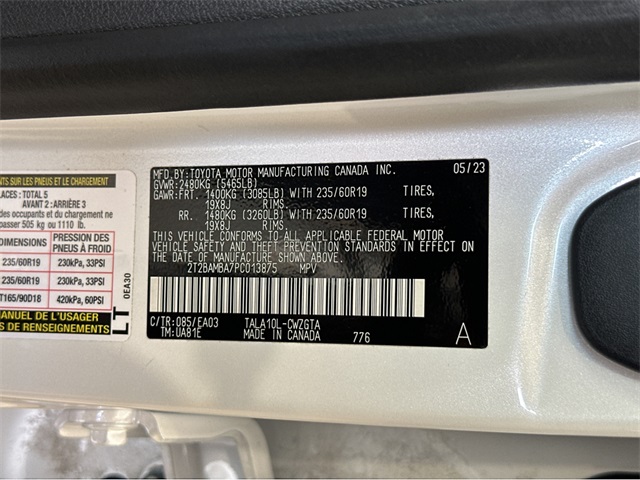 SUR LES PNEUS ET LE CHARGEMENT
PLACES: TOTAL 5
AVANT 2: ARRIÈRE 3
des occupants et du chargement ne
passer 505 kg ou 1110 lb.
DIMENSIONS PRESSION DES PNEUS À FROID
235/60R19 230kPa, 33PSI
235/60R19 230kPa, 33PSI
T165/90D18 420kPa, 60PSI
MANUEL DE L'USAGER
DE RENSEIGNEMENTS
0EA30
LT
MFD.BY:TOYOTA MOTOR MANUFACTURING CANADA INC. 05/23
GVWR:2480KG (5465LB)
GAWR:FRT. 1400KG (3085LB) WITH 235/60R19 TIRES,
19X8J RIMS.
RR. 1480KG (3260LB) WITH 235/60R19 TIRES,
19X8J RIMS.
THIS VEHICLE CONFORMS TO ALL APPLICABLE FEDERAL MOTOR
VEHICLE SAFETY AND THEFT PREVENTION STANDARDS IN EFFECT ON
THE DATE OF MANUFACTURE SHOWN ABOVE.
2T2BAMBA7PC013875 MPV
C/TR:085/EA03 TALA10L-CWZGTA
TM:UA81E MADE IN CANADA 776 A